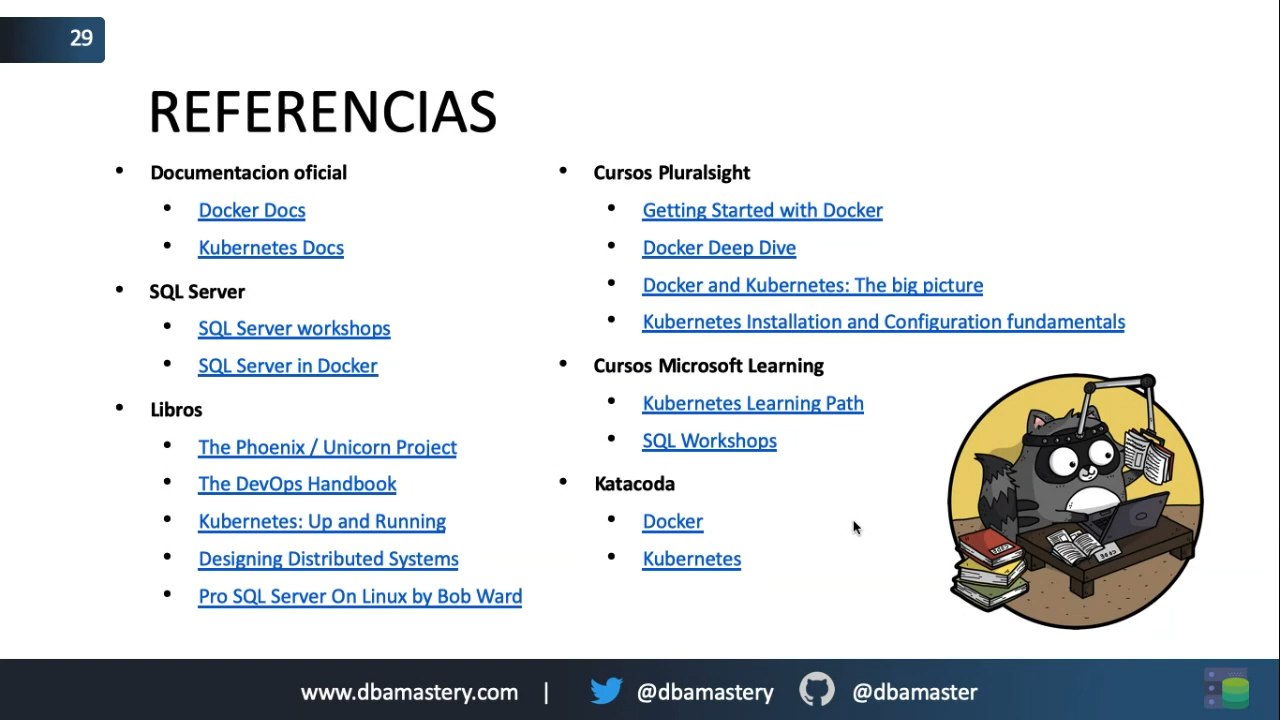 29
REFERENCIAS
• Documentacion oficial
• Docker Docs
• Kubernetes Docs
• SQL Server
• SQL Server workshops
• SQL Server in Docker
• Libros
• The Phoenix / Unicorn Project
• The DevOps Handbook
• Kubernetes: Up and Running
• Designing Distributed Systems
• Pro SQL Server On Linux by Bob Ward
• Cursos Pluralsight
• Getting Started with Docker
• Docker Deep Dive
• Docker and Kubernetes: The big picture
• Kubernetes Installation and Configuration fundamentals
• Cursos Microsoft Learning
• Kubernetes Learning Path
• SQL Workshops
• Katacoda
• Docker
• Kubernetes
www.dbamastery.com | @dbamastery @dbamaster